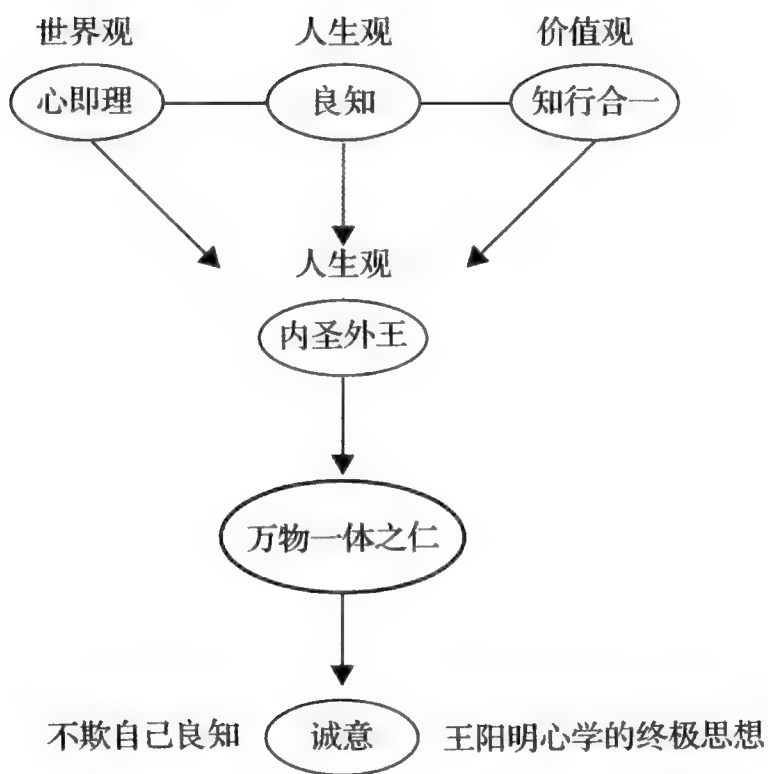 世界观 人生观 价值观
心即理 良知 知行合一
人生观
内圣外王
万物一体之仁
不欺自己良知 诚意 王阳明心学的终极思想